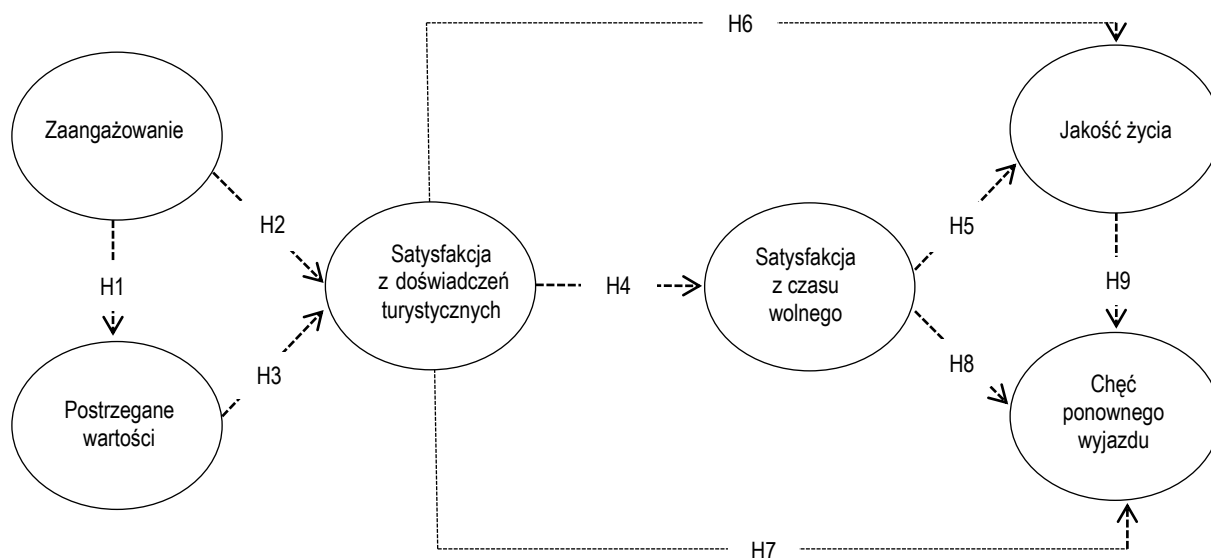 H6
Zaangażowanie
Jakość życia
H2
H5
Satysfakcja
z doświadczeń
turystycznych
Satysfakcja
z czasu
wolnego
H1
H4
H9
H3
H8
Postrzegane
wartości
Chęć
ponownego
wyjazdu
H7